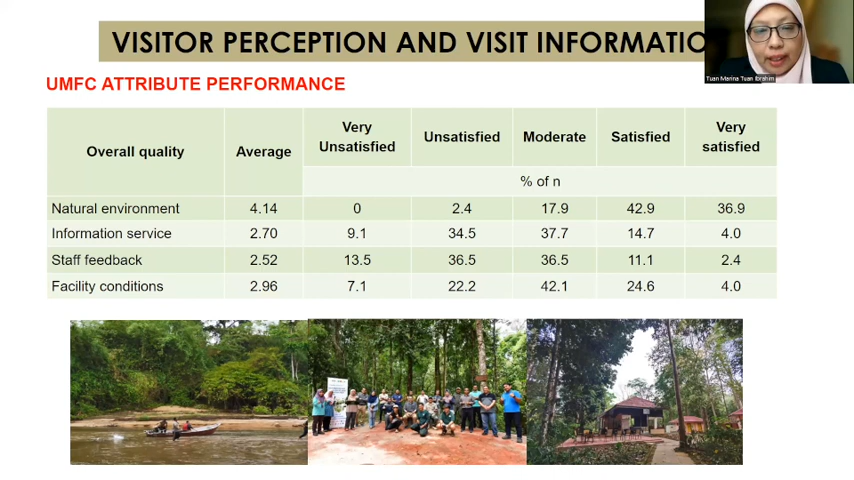 VISITOR PERCEPTION AND VISIT INFORMATIO
Tuan Marina Tuan Ibrahim
UMFC ATTRIBUTE PERFORMANCE
Overall quality Average Very Unsatisfied Unsatisfied Moderate Satisfied Very satisfied
% of n
Natural environment 4.14 0 2.4 17.9 42.9 36.9
Information service 2.70 9.1 34.5 37.7 14.7 4.0
Staff feedback 2.52 13.5 36.5 36.5 11.1 2.4
Facility conditions 2.96 7.1 22.2 42.1 24.6 4.0